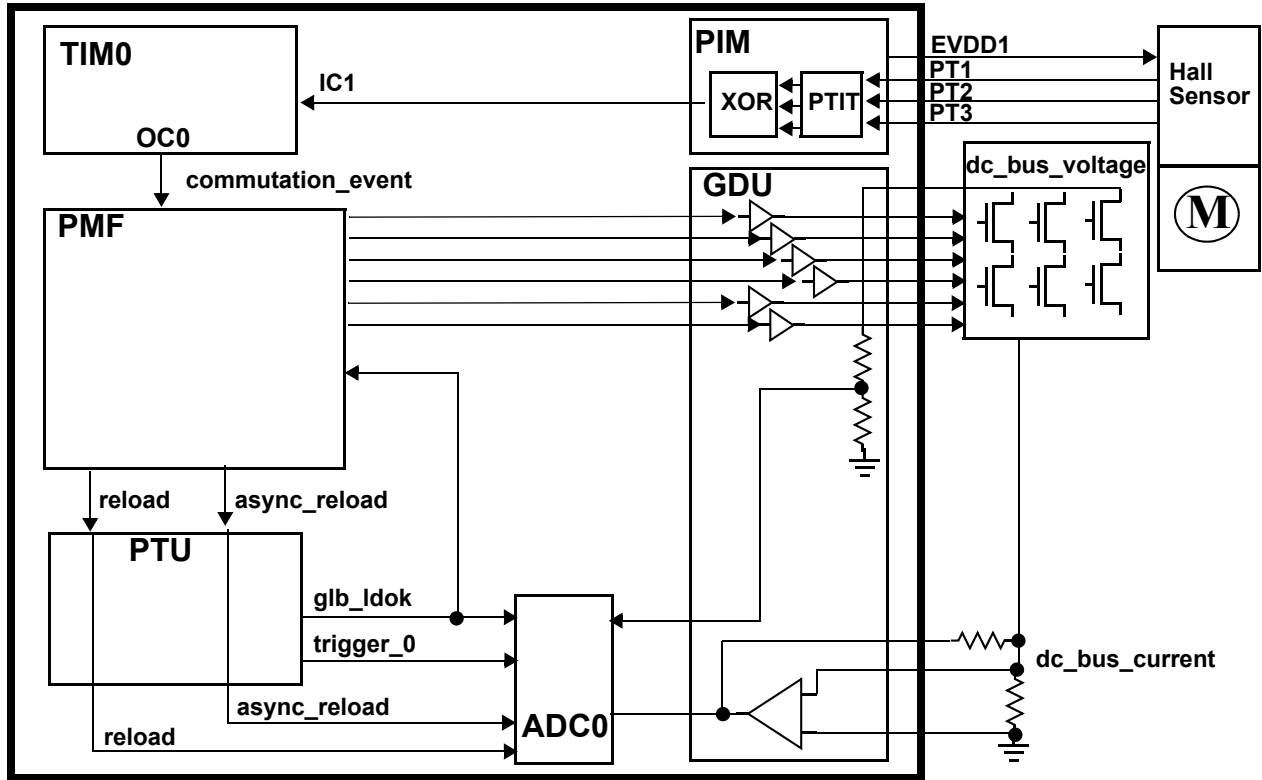 TIM0
OC0
IC1
PIM
XOR
PTIT
EVDD1
PT1
PT2
PT3
Hall
Sensor
commutation_event
PMF
GDU
dc_bus_voltage
M
reload
async_reload
PTU
glb_ldok
trigger_0
async_reload
reload
ADC0
dc_bus_current